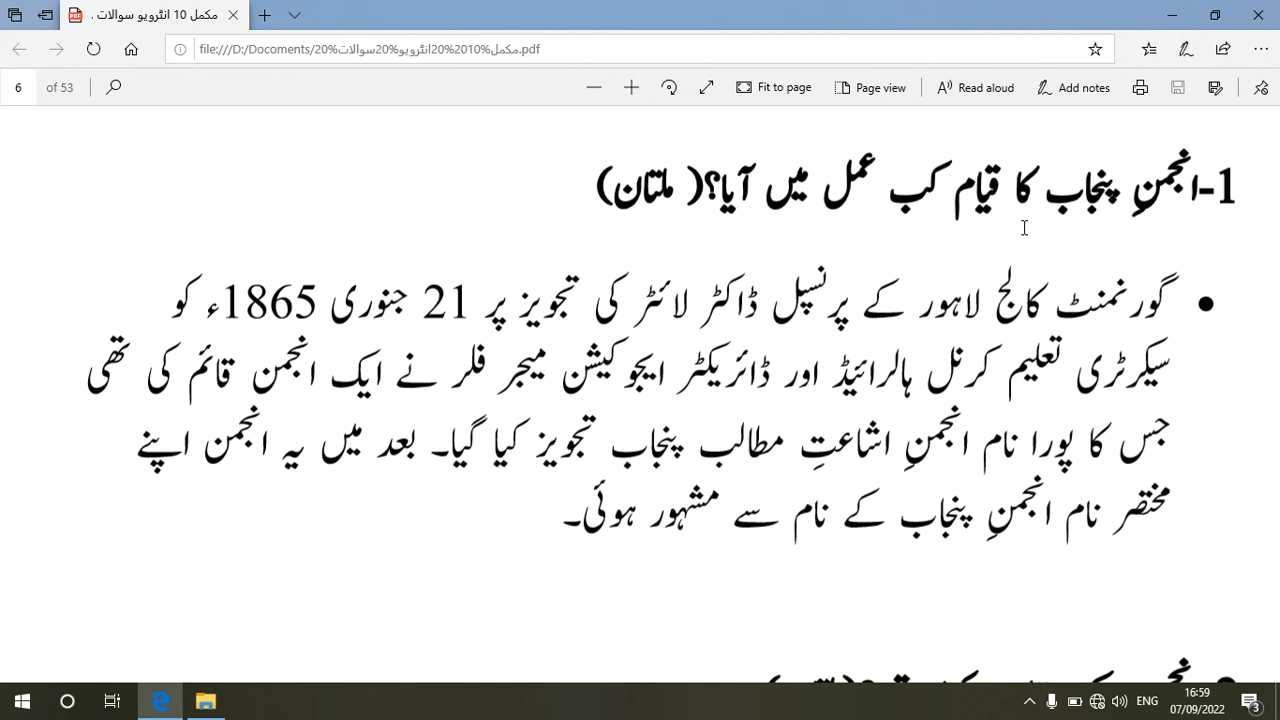 مکمل 10 انٹرویو سوالات.
file:///D:/Docoments/20%مکمل%2010%20انٹرویو%20سوالات.pdf
6 of 53
Fit to page
Page view
Read aloud
Add notes
1-انجمنِ پنجاب کا قیام کب عمل میں آیا؟( ملتان)
• گورنمنٹ کالج لاہور کے پرنسپل ڈاکٹر لائٹر کی تجویز پر 21 جنوری 1865ء کو
سیکرٹری تعلیم کرنل ہالرائیڈ اور ڈائریکٹر ایجوکیشن میجر فلر نے ایک انجمن قائم کی تھی
جس کا پورا نام انجمنِ اشاعتِ مطالب پنجاب تجویز کیا گیا۔ بعد میں یہ انجمن اپنے
مختصر نام انجمنِ پنجاب کے نام سے مشہور ہوئی۔
ENG
16:59
07/09/2022
3